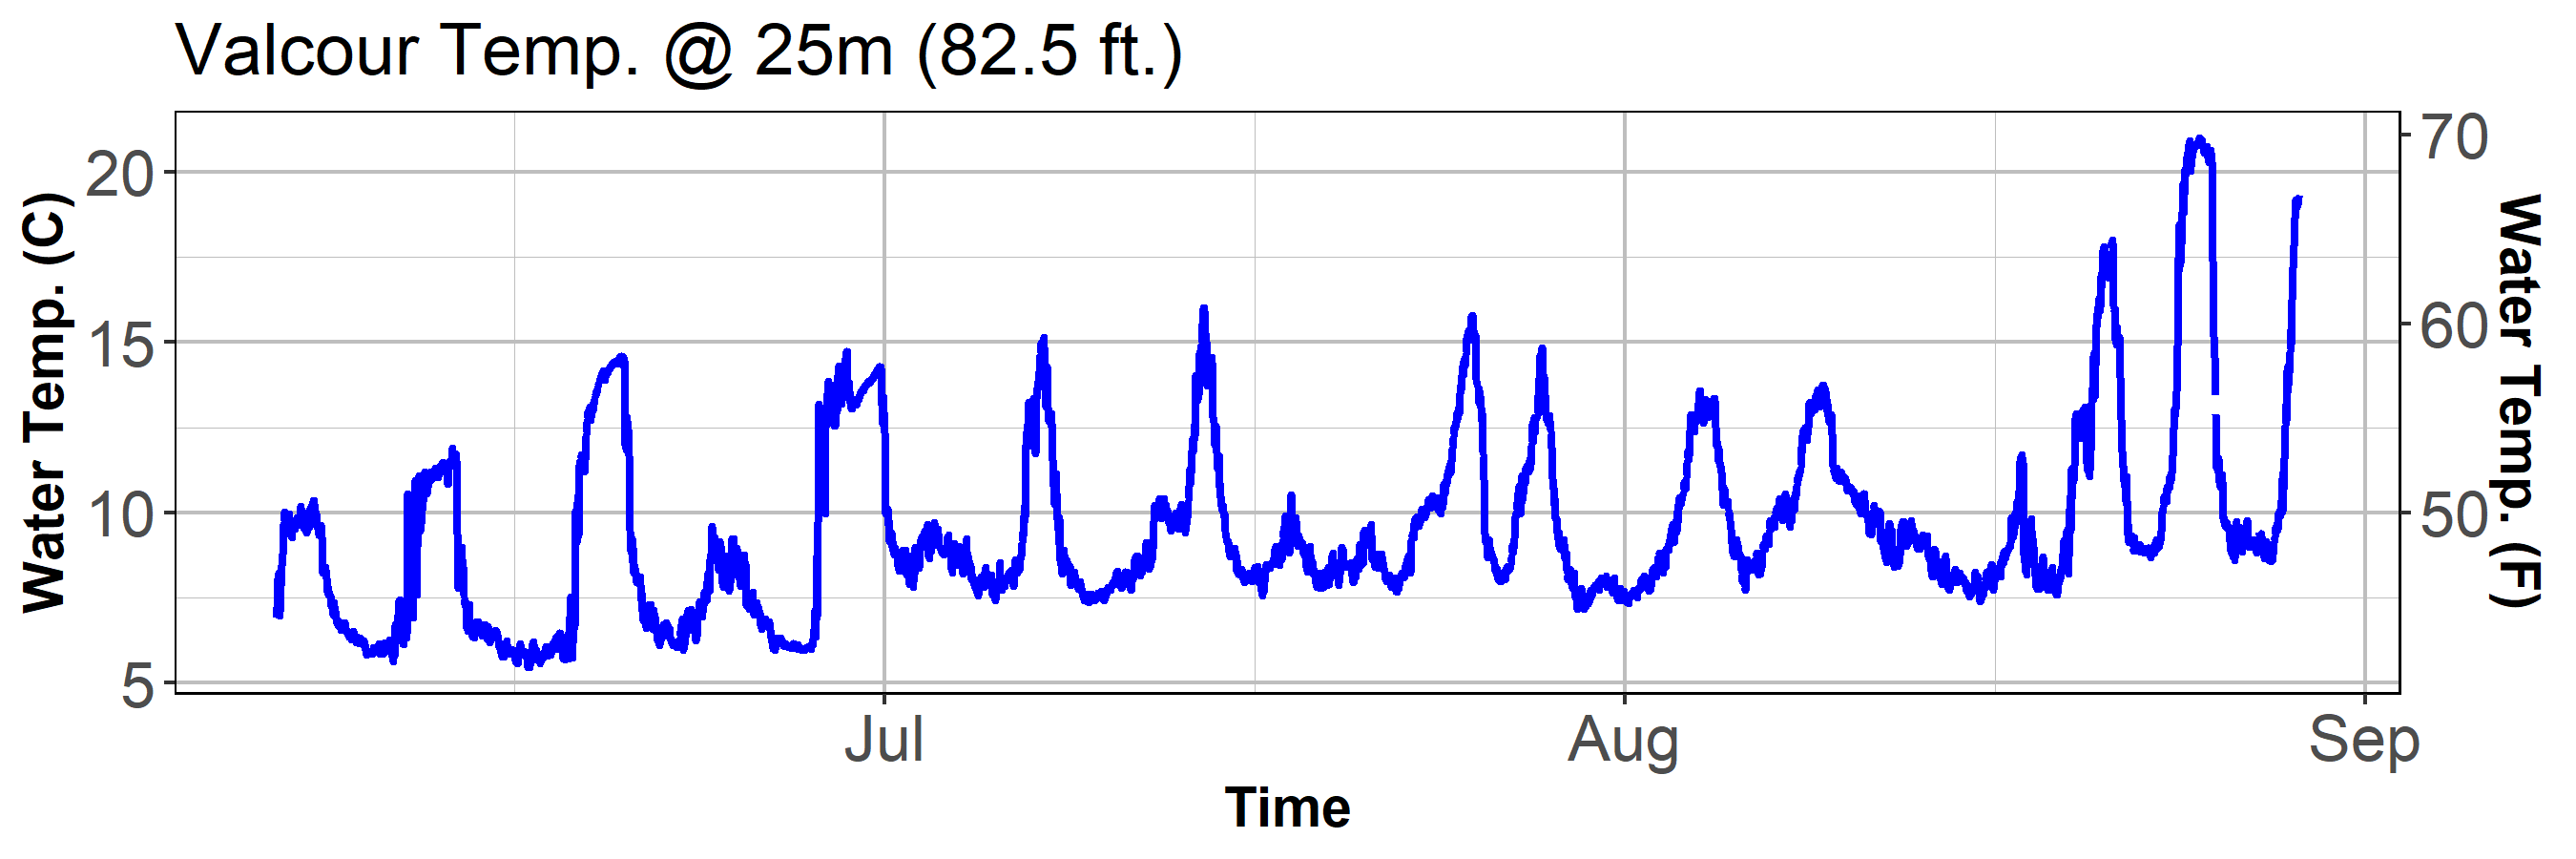 Valcour Temp. @ 25m (82.5 ft.)
Water Temp. (C)
20
15
10
5
70
60
50
Water Temp. (F)
Jul
Aug
Sep
Time